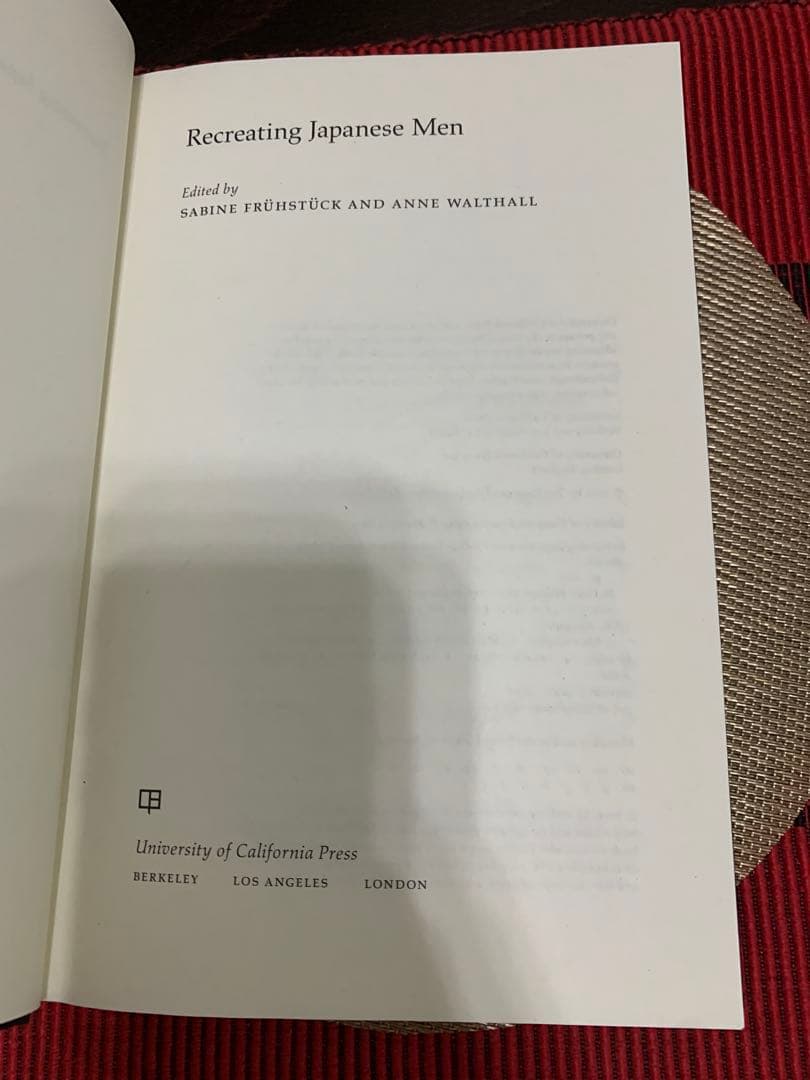 Recreating Japanese Men
Edited by
SABINE FRÜHSTÜCK AND ANNE WALTHALL
University of California Press
BERKELEY LOS ANGELES LONDON